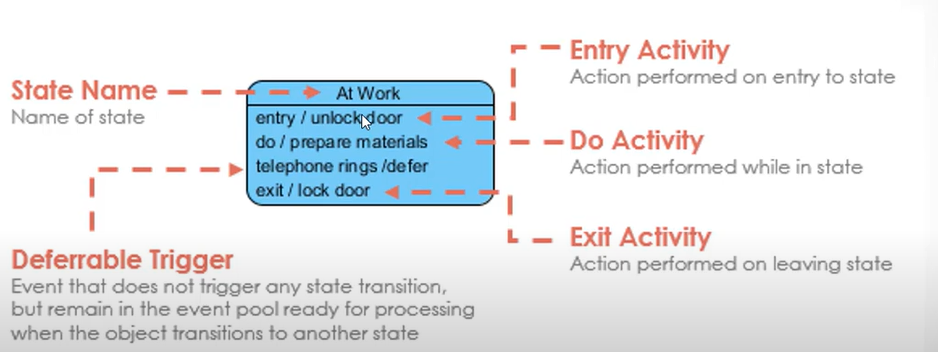 State Name
Name of state
At Work
entry / unlock door
do / prepare materials
telephone rings /defer
exit / lock door
Entry Activity
Action performed on entry to state
Do Activity
Action performed while in state
Exit Activity
Action performed on leaving state
Deferrable Trigger
Event that does not trigger any state transition,
but remain in the event pool ready for processing
when the object transitions to another state